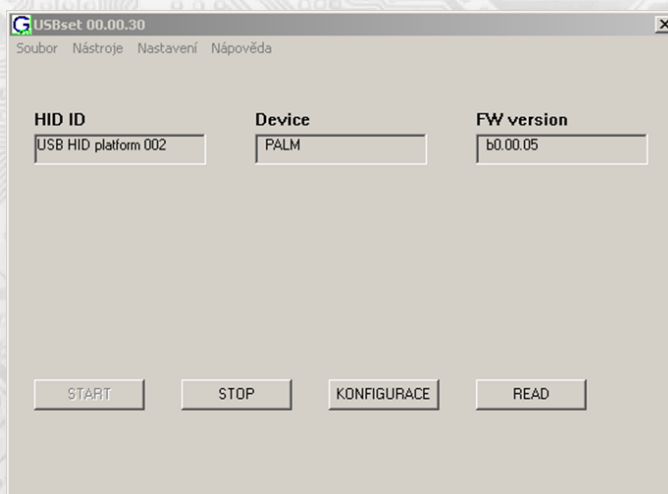 USBset 00.00.30
Soubor Nástroje Nastavení Nápověda
HID ID Device FW version
USB HID platform 002 PALM b0.00.05
START STOP KONFIGURACE READ